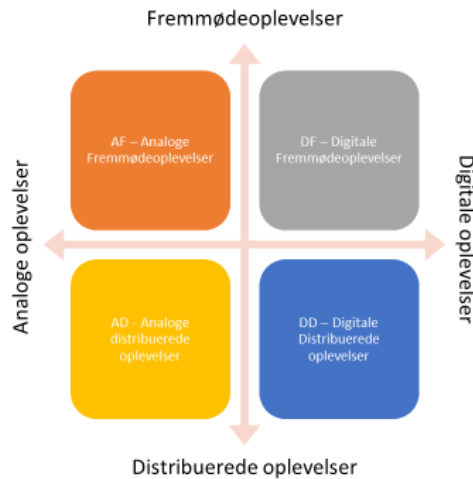 Fremmødeoplevelser
AF – Analoge
Fremmødeoplevelser
DF – Digitale
Fremmødeoplevelser
Analoge oplevelser
Digitale oplevelser
AD - Analoge
distribuerede
oplevelser
DD – Digitale
Distribuerede
oplevelser
Distribuerede oplevelser